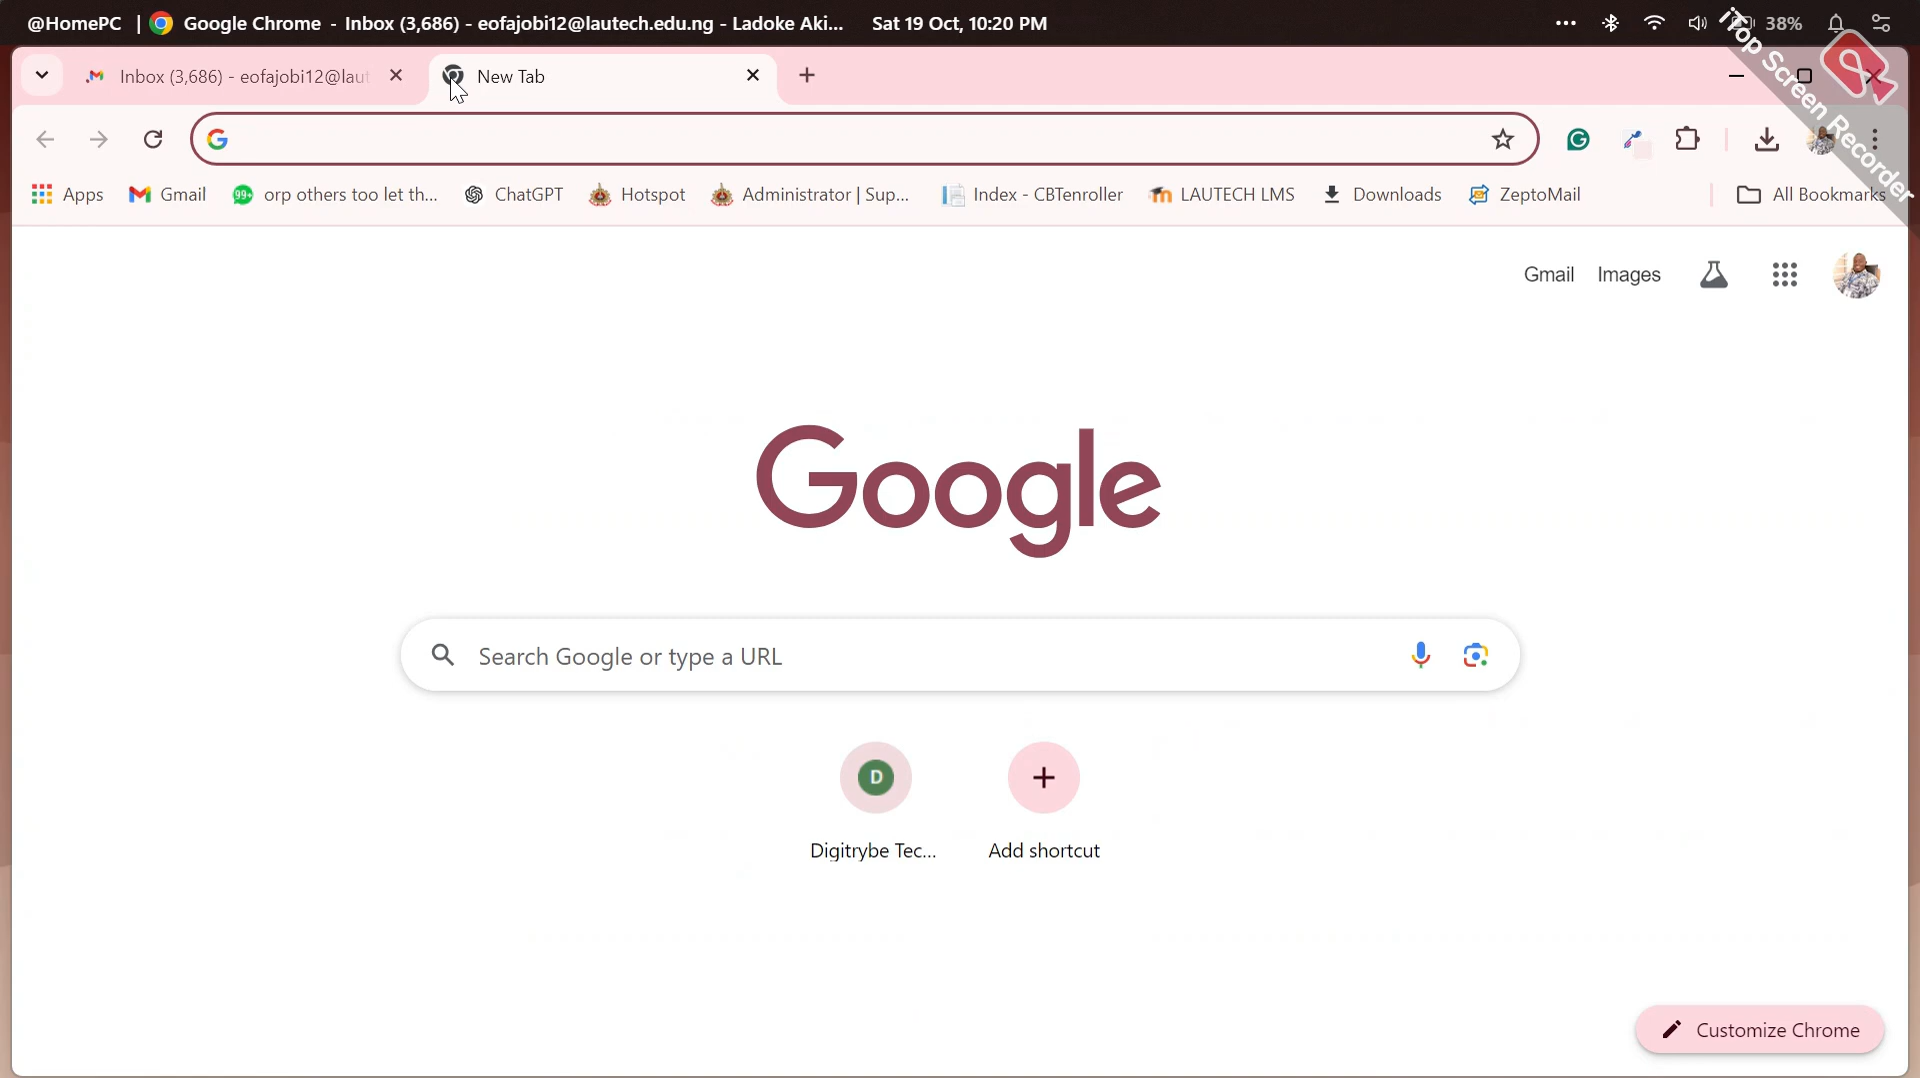 @HomePC | Google Chrome - Inbox (3,686) - eofajobi12@lautech.edu.ng - Ladoke Aki... Sat 19 Oct, 10:20 PM ••• 38%
iTop Screen Recorder
Inbox (3,686) - eofajobi12@laut
New Tab
Apps Gmail 99+ orp others too let th... ChatGPT Hotspot Administrator | Sup... Index - CBTenroller LAUTECH LMS Downloads ZeptoMail All Bookmarks
Gmail Images
Google
Search Google or type a URL
D
Digitrybe Tec... Add shortcut
Customize Chrome